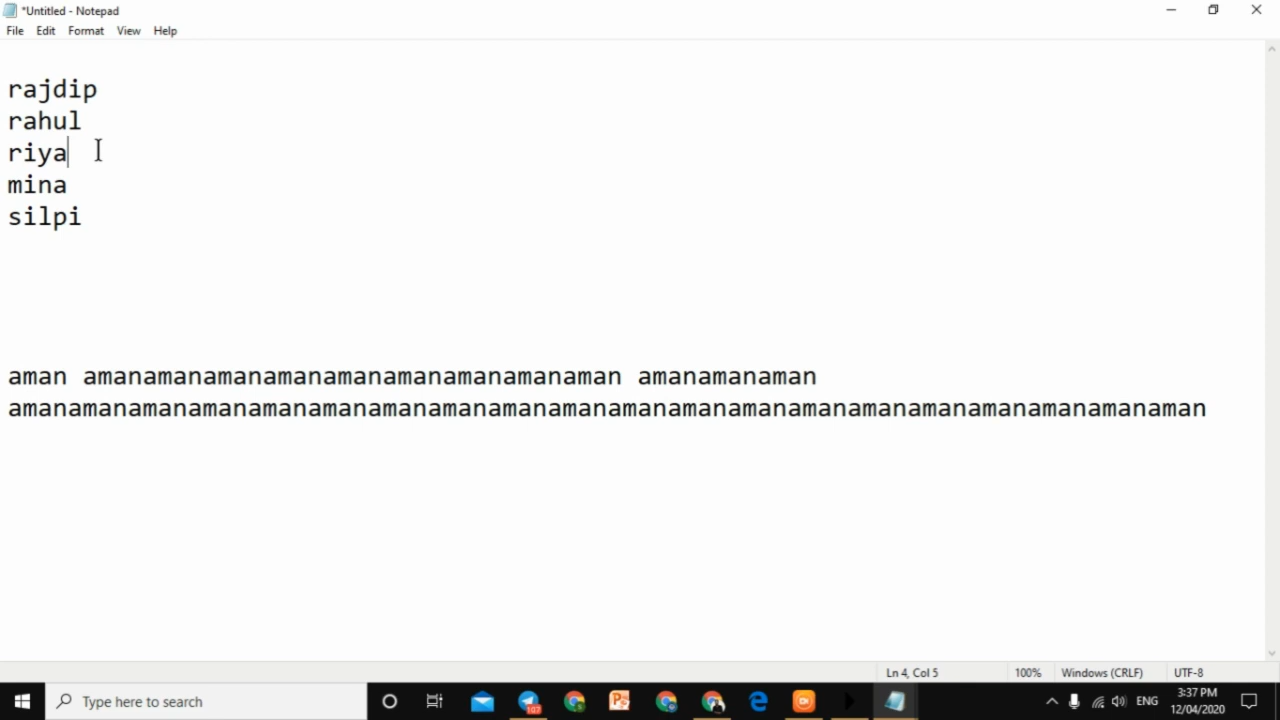 *Untitled - Notepad
File Edit Format View Help
rajdip
rahul
riya
mina
silpi
aman amanamanamanamanamanamanamanamanaman amanamanaman
amanamanamanamanamanamanamanamanamanamanamanamanamanamanamanamanamanamanamanaman
Ln 4, Col 5 100% Windows (CRLF) UTF-8
Type here to search 107 ENG 3:37 PM
12/04/2020